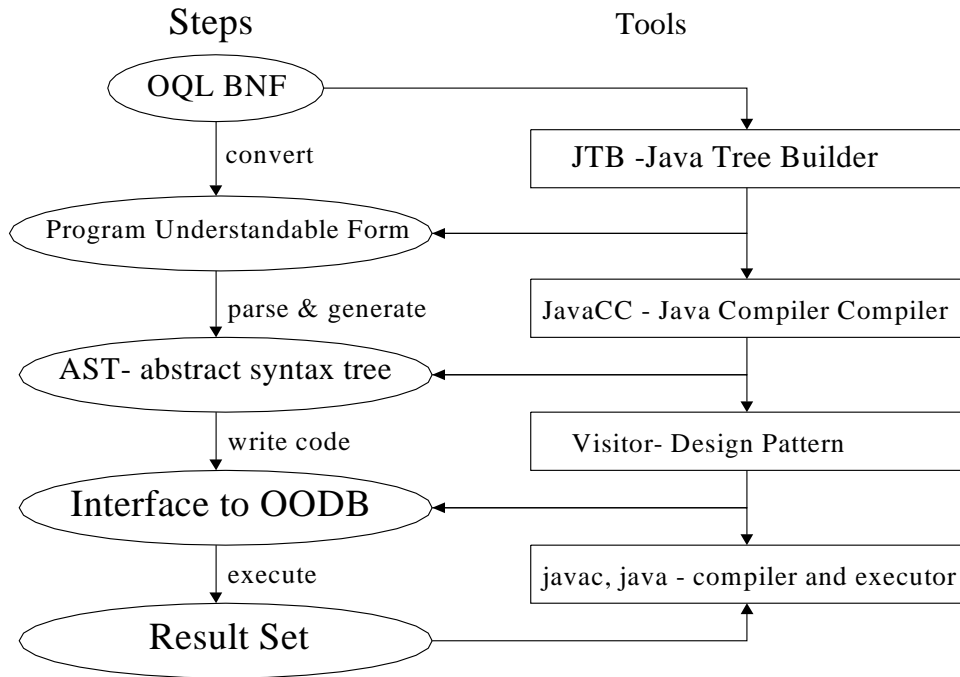 Steps
Tools
OQL BNF
convert
JTB -Java Tree Builder
Program Understandable Form
parse & generate
JavaCC - Java Compiler Compiler
AST- abstract syntax tree
write code
Visitor- Design Pattern
Interface to OODB
execute
javac, java - compiler and executor
Result Set